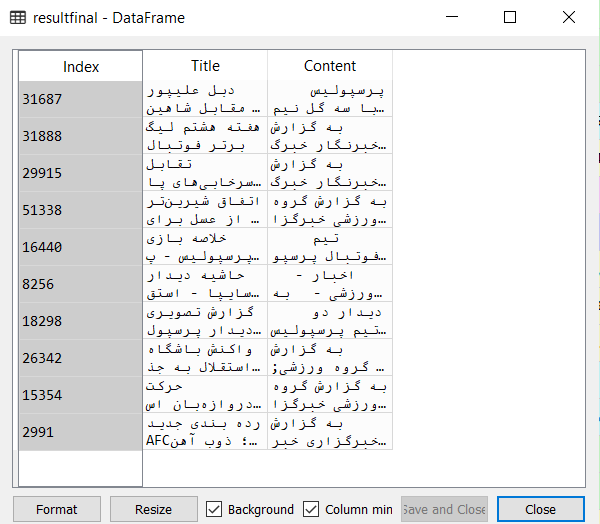 resultfinal - DataFrame
Index Title Content
31687 دبل علیپور پرسپولیس
مقابل شاهین ... با سه گل نیم...
31888 هفته هشتم لیگ به گزارش
برتر فوتبال خبرنگار خبرگ...
29915 تقابل به گزارش
سرخابی‌های پا... خبرنگار خبرگ...
51338 اتفاق شیرین‌تر به گزارش گروه
از عسل برای ... ورزشی خبرگزا...
16440 خلاصه بازی تیم
پرسپولیس - پ... فوتبال پرسپو...
8256 حاشیه دیدار اخبار -
سایپا - استق... ورزشی - به ...
18298 گزارش تصویری دیدار دو
دیدار پرسپول... تیم پرسپولیس...
26342 واکنش باشگاه به گزارش
استقلال به جذ... گروه ورزشی; ...
15354 حرکت به گزارش گروه
دروازه‌بان اس... ورزشی خبرگزا...
2991 رده بندی جدید به گزارش
AFC؛ ذوب آهن... خبرگزاری خبر...
Format Resize Background Column min Save and Close Close